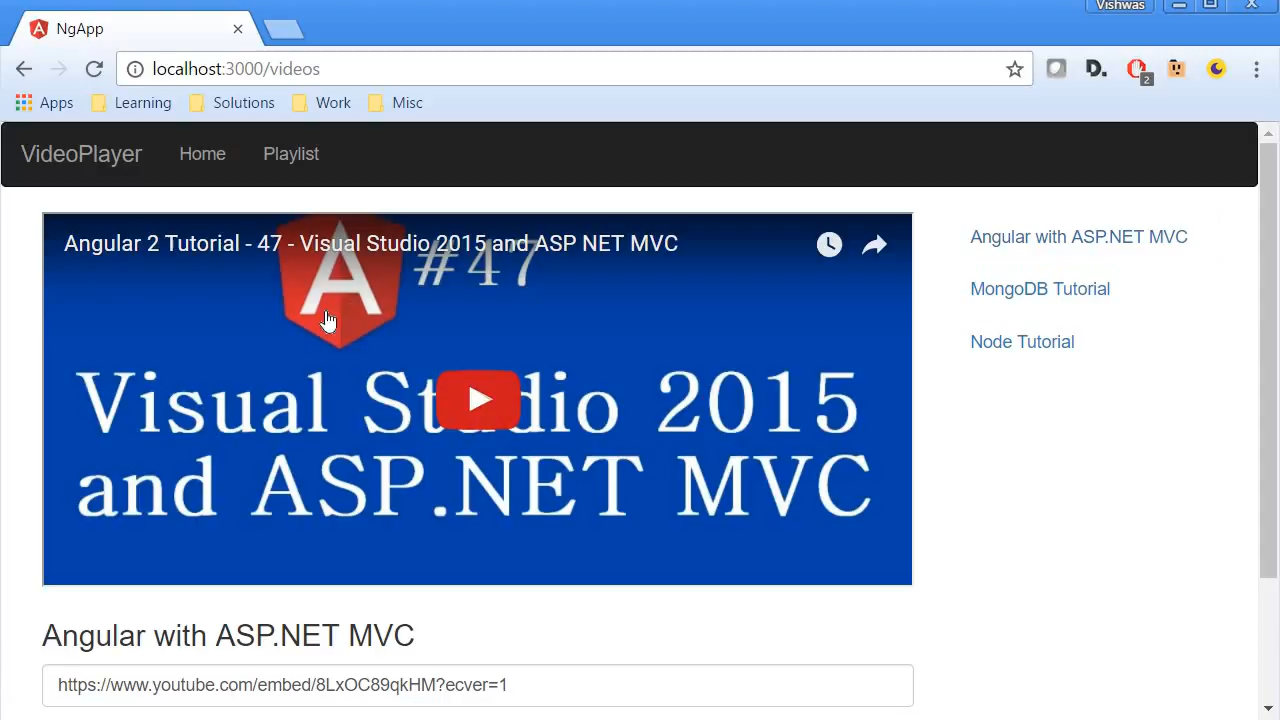 Vishwas
NgApp
localhost:3000/videos
2
Apps Learning Solutions Work Misc
VideoPlayer Home Playlist
Angular 2 Tutorial - 47 - Visual Studio 2015 and ASP NET MVC
A #47
Visual Studio 2015
and ASP.NET MVC
Angular with ASP.NET MVC
MongoDB Tutorial
Node Tutorial
Angular with ASP.NET MVC
https://www.youtube.com/embed/8LxOC89qkHM?ecver=1